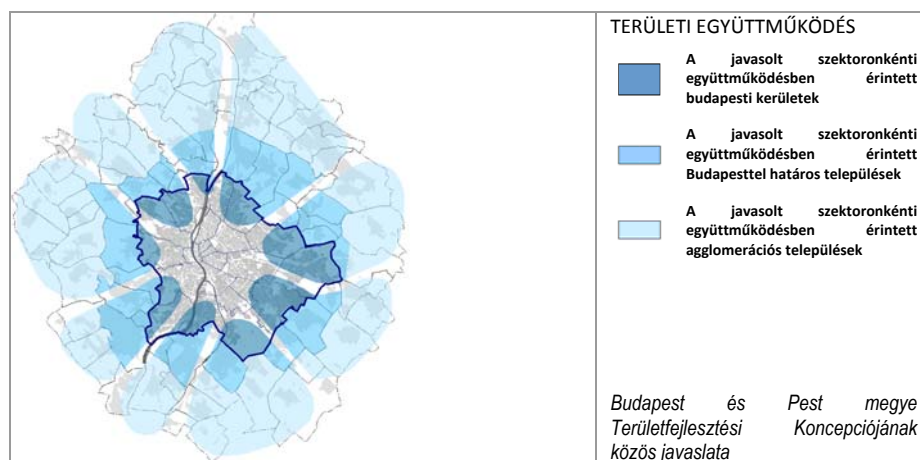 TERÜLETI EGYÜTTMŰKÖDÉS
A javasolt szektoronkénti
együttműködésben érintett
budapesti kerületek
A javasolt szektoronkénti
együttműködésben érintett
Budapesttel határos települések
A javasolt szektoronkénti
együttműködésben érintett
agglomerációs települések
Budapest és Pest megye
Területfejlesztési Koncepciójának
közös javaslata